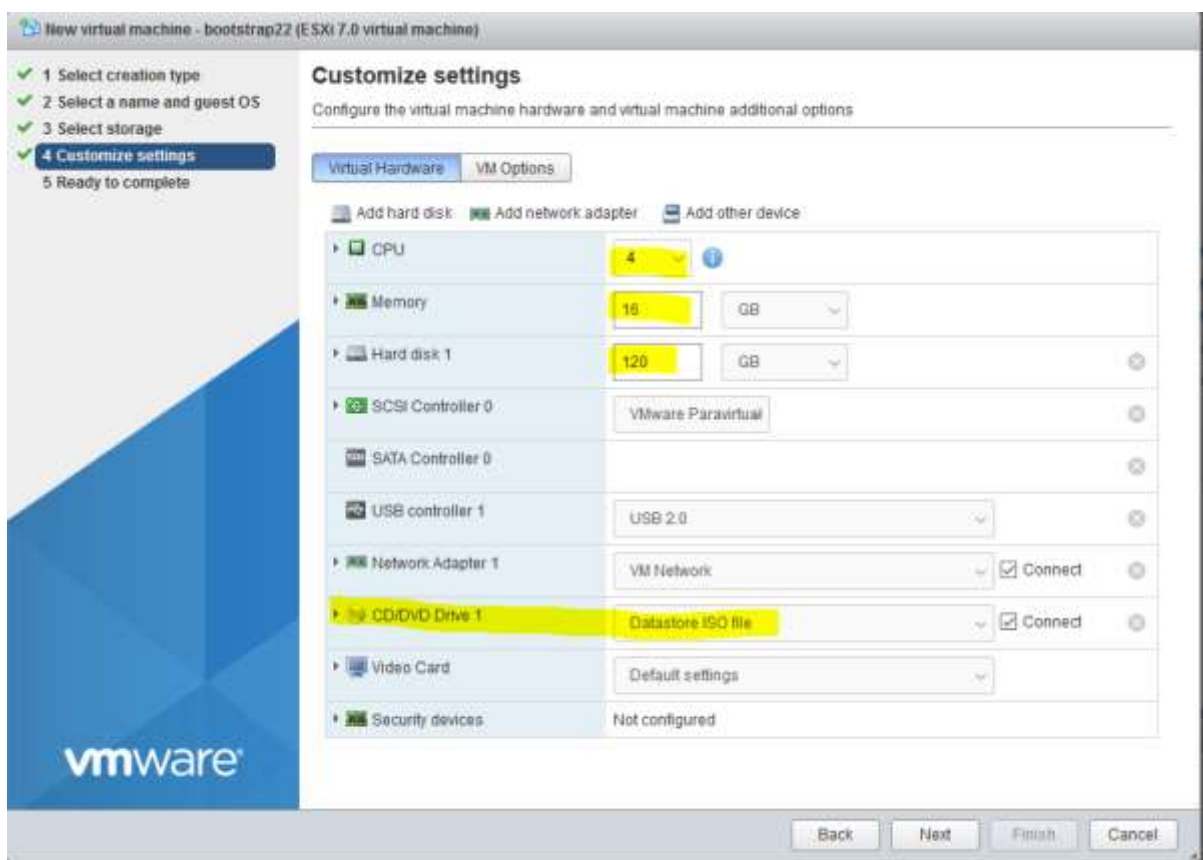 New virtual machine - bootstrap22 (ESXi 7.0 virtual machine)
1 Select creation type
2 Select a name and guest OS
3 Select storage
4 Customize settings
5 Ready to complete
Customize settings
Configure the virtual machine hardware and virtual machine additional options
Virtual Hardware VM Options
Add hard disk Add network adapter Add other device
CPU 4
Memory 16 GB
Hard disk 1 120 GB
SCSI Controller 0 VMware Paravirtual
SATA Controller 0
USB controller 1 USB 2.0
Network Adapter 1 VM Network Connect
CD/DVD Drive 1 Datastore ISO file Connect
Video Card Default settings
Security devices Not configured
vmware
Back Next Finish Cancel